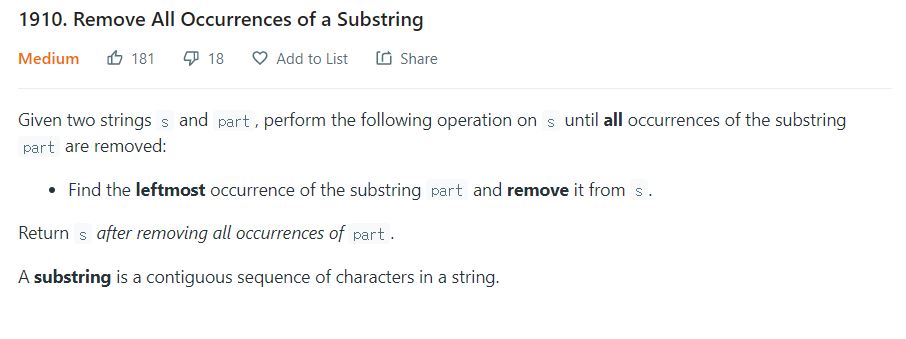 1910. Remove All Occurrences of a Substring
Medium 181 18 Add to List Share
Given two strings s and part, perform the following operation on s until all occurrences of the substring
part are removed:
• Find the leftmost occurrence of the substring part and remove it from s.
Return s after removing all occurrences of part.
A substring is a contiguous sequence of characters in a string.